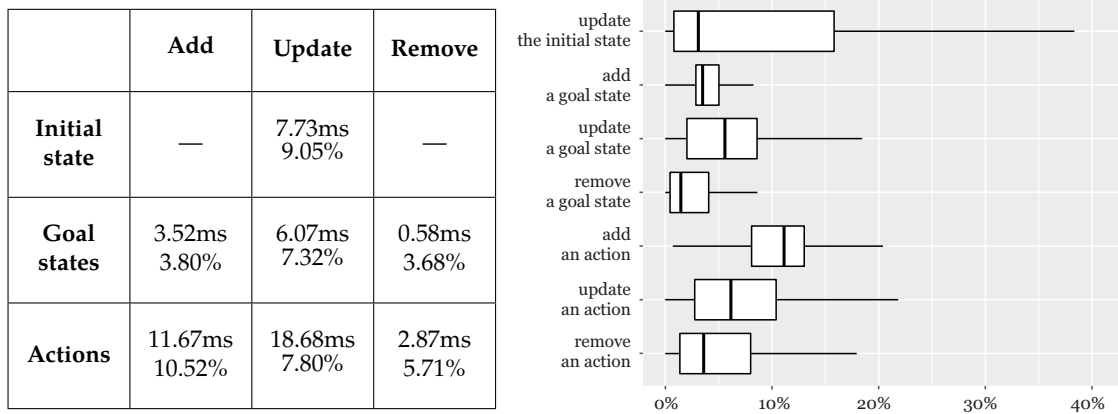 Add Update Remove
Initial
state
— 7.73ms —
9.05%
Goal
states
3.52ms 6.07ms 0.58ms
3.80% 7.32% 3.68%
Actions
11.67ms 18.68ms 2.87ms
10.52% 7.80% 5.71%
update
the initial state
add
a goal state
update
a goal state
remove
a goal state
add
an action
update
an action
remove
an action
0% 10% 20% 30% 40%